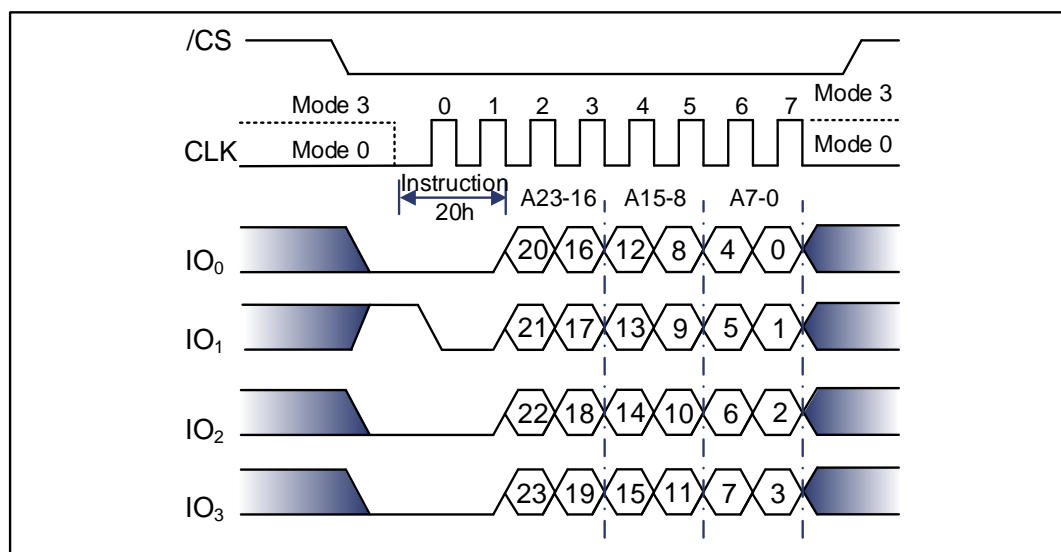 /CS
Mode 3 0 1 2 3 4 5 6 7 Mode 3
CLK Mode 0 Mode 0
Instruction
20h A23-16 A15-8 A7-0
IO0 20 16 12 8 4 0
IO1 21 17 13 9 5 1
IO2 22 18 14 10 6 2
IO3 23 19 15 11 7 3